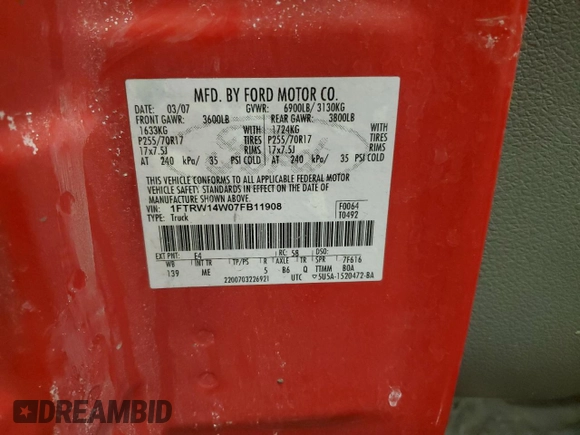 MFD. BY FORD MOTOR CO.
DATE: 03/07 GVWR: 6900LB/ 3130KG
FRONT GAWR: 3600LB REAR GAWR: 3800LB
1633KG WITH 1724KG WITH
P255/70R17 TIRES P255/70R17 TIRES
17x7.5J RIMS 17x7.5J RIMS
AT 240 kPa/ 35 PSI COLD AT 240 kPa/ 35 PSI COLD
THIS VEHICLE CONFORMS TO ALL APPLICABLE FEDERAL MOTOR
VEHICLE SAFETY STANDARDS IN EFFECT ON THE DATE OF
MANUFACTURE SHOWN ABOVE.
VIN: 1FTRW14W07FB11908 F0064
TYPE: Truck T0492
EXT PNT: E4 RC: 58 DSO:
WB INT TR TP/PS R AXLE TR SPR 7F616
139 ME 5 B6 Q TTMM BOA
2200703226921 UTC 5U5A-1520472-BA
DREAMBID